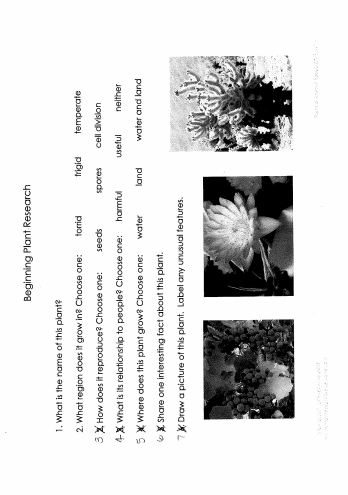 Beginning Plant Research
1. What is the name of this plant?
2. What region does it grow in? Choose one: torrid frigid temperate
3 How does it reproduce? Choose one: seeds spores cell division
4 What is its relationship to people? Choose one: harmful useful neither
5 Where does this plant grow? Choose one: water land water and land
6 Share one interesting fact about this plant.
7 Draw a picture of this plant. Label any unusual features.